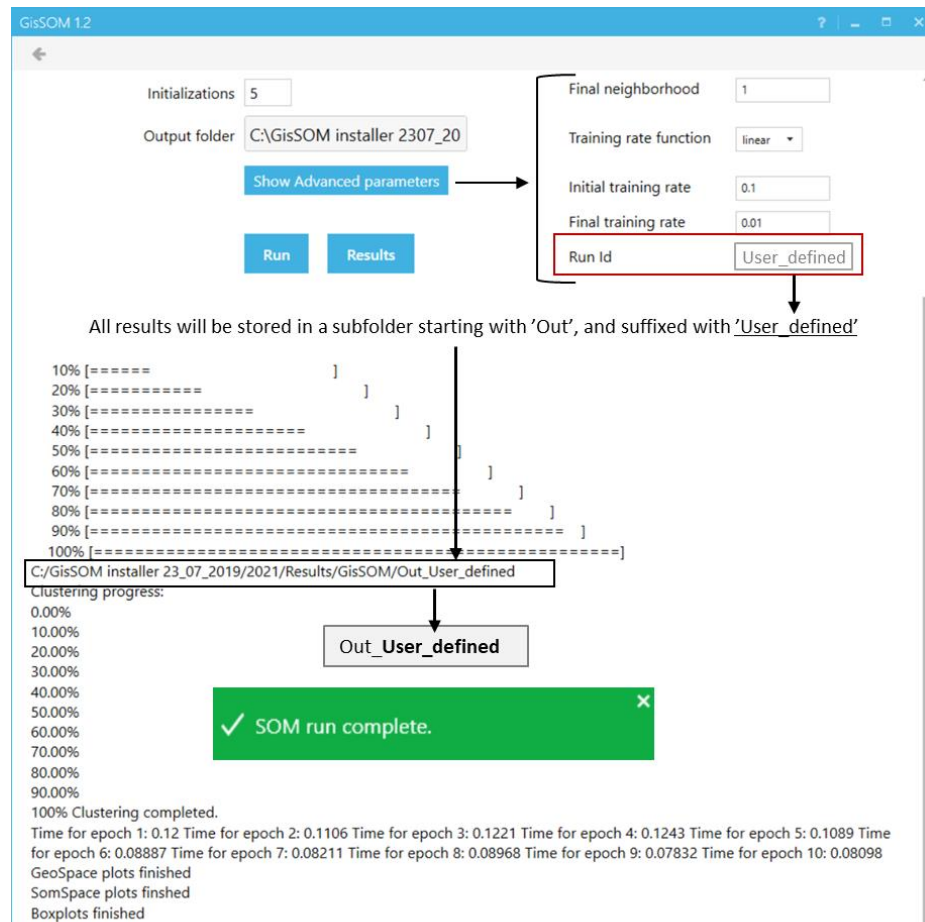 GisSOM 1.2
?
Initializations 5
Output folder C:\GisSOM installer 2307_20
Show Advanced parameters
Run Results
Final neighborhood 1
Training rate function linear
Initial training rate 0.1
Final training rate 0.01
Run Id User_defined
All results will be stored in a subfolder starting with ’Out’, and suffixed with ’User_defined’
10% [====== ]
20% [=========== ]
30% [================ ]
40% [===================== ]
50% [========================== ]
60% [=============================== ]
70% [==================================== ]
80% [========================================= ]
90% [============================================== ]
100% [===================================================]
C:/GisSOM installer 23_07_2019/2021/Results/GisSOM/Out_User_defined
Clustering progress:
0.00%
10.00%
20.00%
30.00%
40.00%
50.00%
60.00%
70.00%
80.00%
90.00%
Out_User_defined
✓ SOM run complete.
100% Clustering completed.
Time for epoch 1: 0.12 Time for epoch 2: 0.1106 Time for epoch 3: 0.1221 Time for epoch 4: 0.1243 Time for epoch 5: 0.1089 Time
for epoch 6: 0.08887 Time for epoch 7: 0.08211 Time for epoch 8: 0.08968 Time for epoch 9: 0.07832 Time for epoch 10: 0.08098
GeoSpace plots finished
SomSpace plots finshed
Boxplots finished